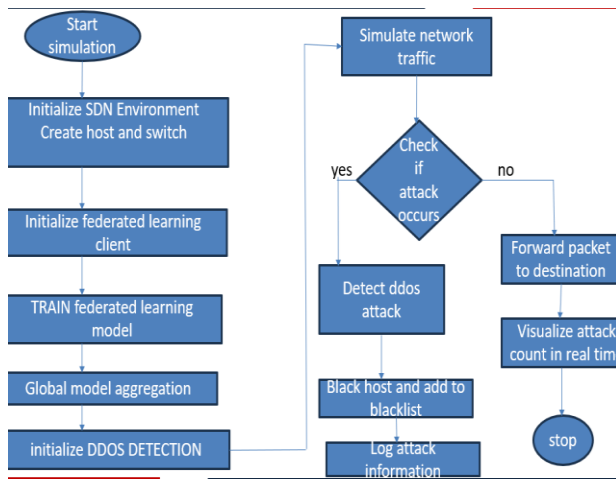 Start
simulation
Initialize SDN Environment
Create host and switch
Initialize federated learning
client
TRAIN federated learning
model
Global model aggregation
initialize DDOS DETECTION
Simulate network
traffic
Check
if
attack
occurs
yes
no
Detect ddos
attack
Black host and add to
blacklist
Log attack
information
Forward packet
to destination
Visualize attack
count in real time
stop